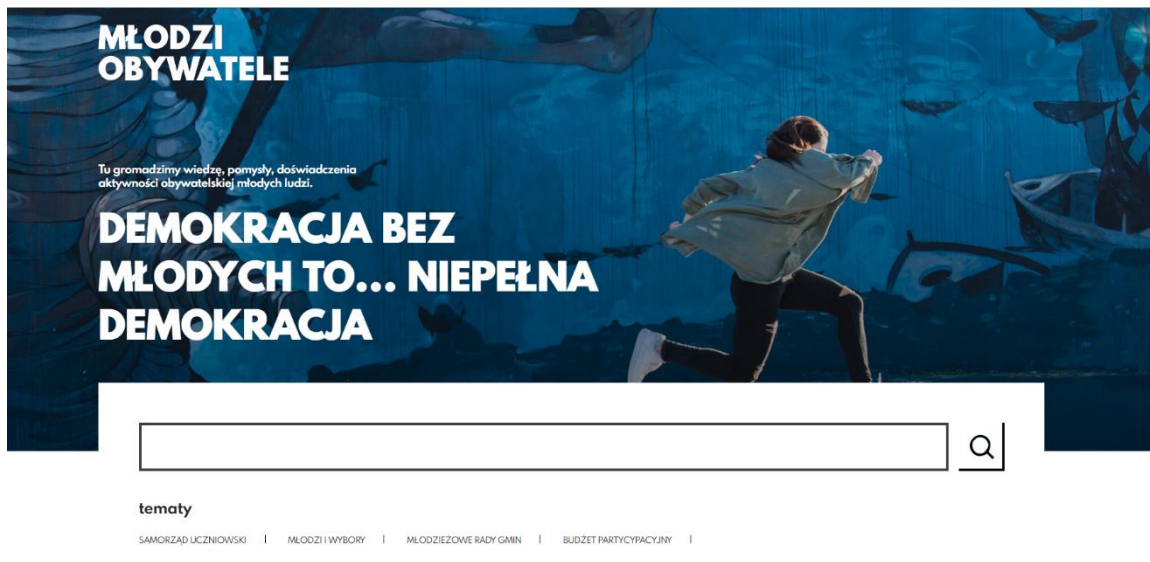 MŁODZI
OBYWATELE
Tu gromadzimy wiedzę, pomysły, doświadczenia
aktywności obywatelskiej młodych ludzi.
DEMOKRACJA BEZ
MŁODYCH TO... NIEPEŁNA
DEMOKRACJA
tematy
SAMORZĄD UCZNIOWSKI | MŁODZI I WYBORY | MŁODZIEŻOWE RADY GMIN | BUDŻET PARTYCYPACYJNY |